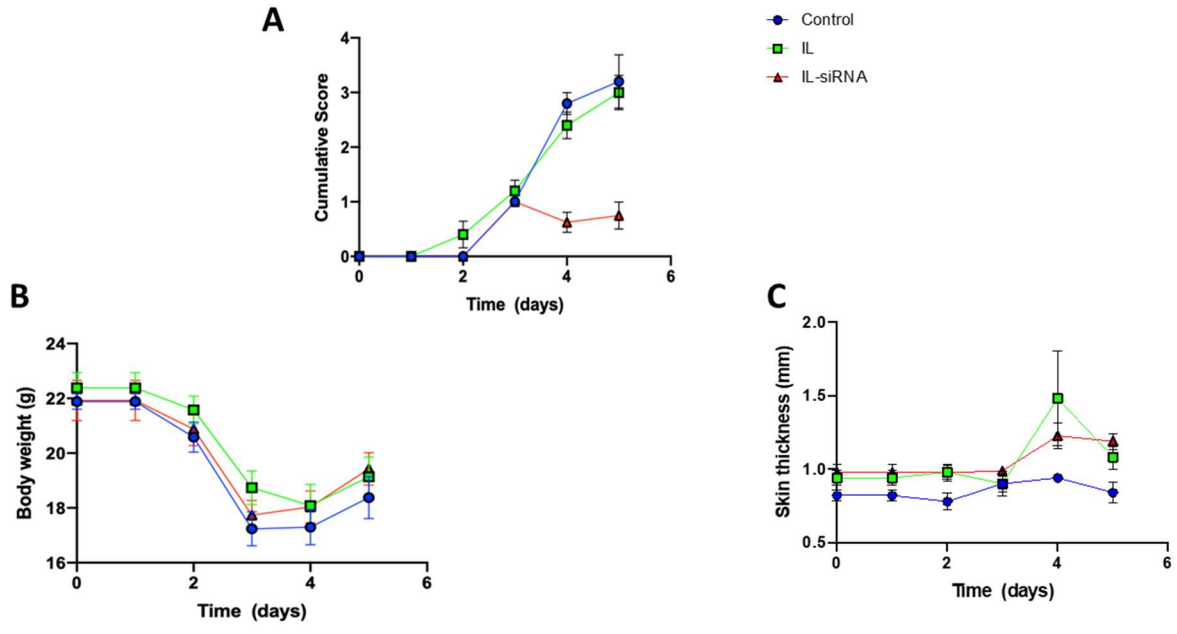 A
Control
IL
IL-siRNA
Cumulative Score
4
3
2
1
0
0
2
4
6
Time (days)
B
Body weight (g)
24
22
20
18
16
0
2
4
6
Time (days)
C
Skin thickness (mm)
2.0
1.5
1.0
0.5
0
2
4
6
Time (days)